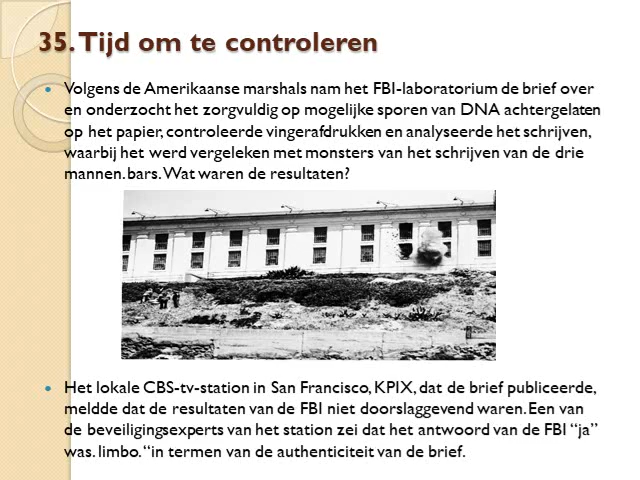 35. Tijd om te controleren
Volgens de Amerikaanse marshals nam het FBI-laboratorium de brief over
en onderzocht het zorgvuldig op mogelijke sporen van DNA achtergelaten
op het papier, controleerde vingerafdrukken en analyseerde het schrijven,
waarbij het werd vergeleken met monsters van het schrijven van de drie
mannen. bars. Wat waren de resultaten?
Het lokale CBS-tv-station in San Francisco, KPIX, dat de brief publiceerde,
meldde dat de resultaten van de FBI niet doorslaggevend waren. Een van
de beveiligingsexperts van het station zei dat het antwoord van de FBI “ja”
was. limbo. “in termen van de authenticiteit van de brief.